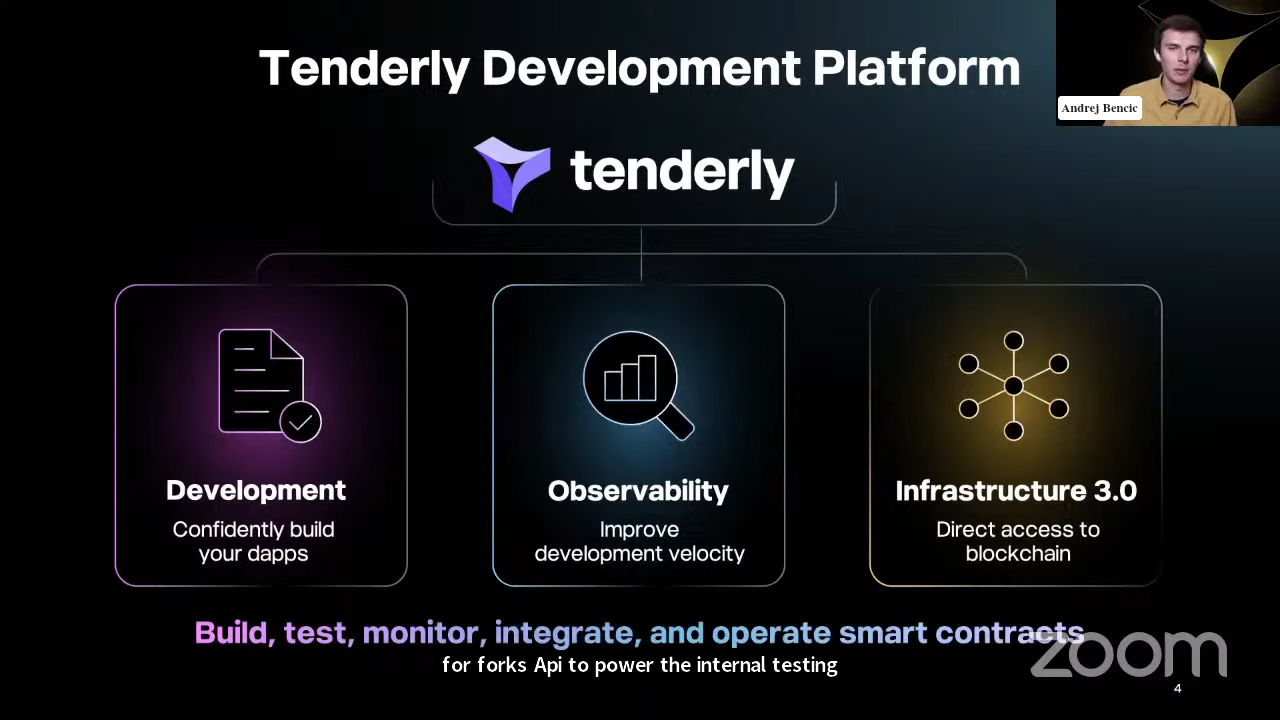 Tenderly Development Platform
Andrej Bencic
tenderly
Development
Confidently build
your dapps
Observability
Improve
development velocity
Infrastructure 3.0
Direct access to
blockchain
Build, test, monitor, integrate, and operate smart contracts
for forks Api to power the internal testing
zoom
4